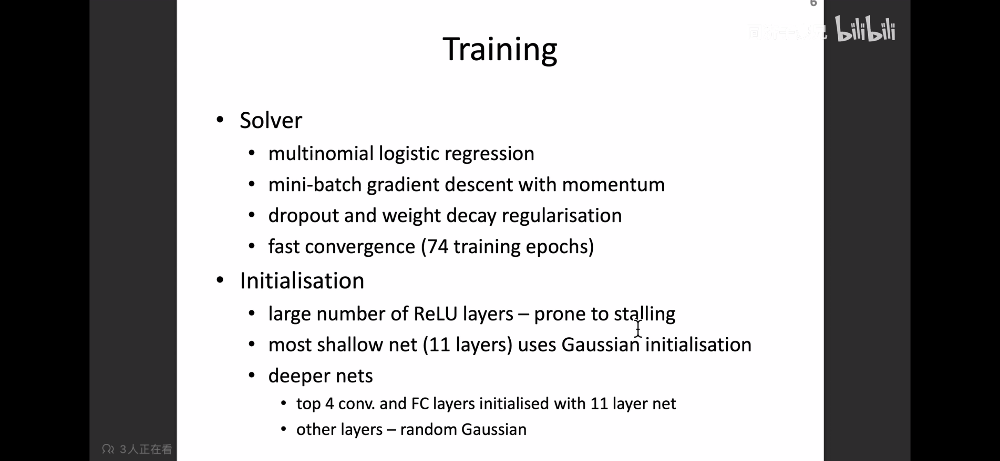 6
bilibili
Training
• Solver
• multinomial logistic regression
• mini-batch gradient descent with momentum
• dropout and weight decay regularisation
• fast convergence (74 training epochs)
• Initialisation
• large number of ReLU layers – prone to stalling
• most shallow net (11 layers) uses Gaussian initialisation
• deeper nets
• top 4 conv. and FC layers initialised with 11 layer net
• other layers – random Gaussian
3人正在看